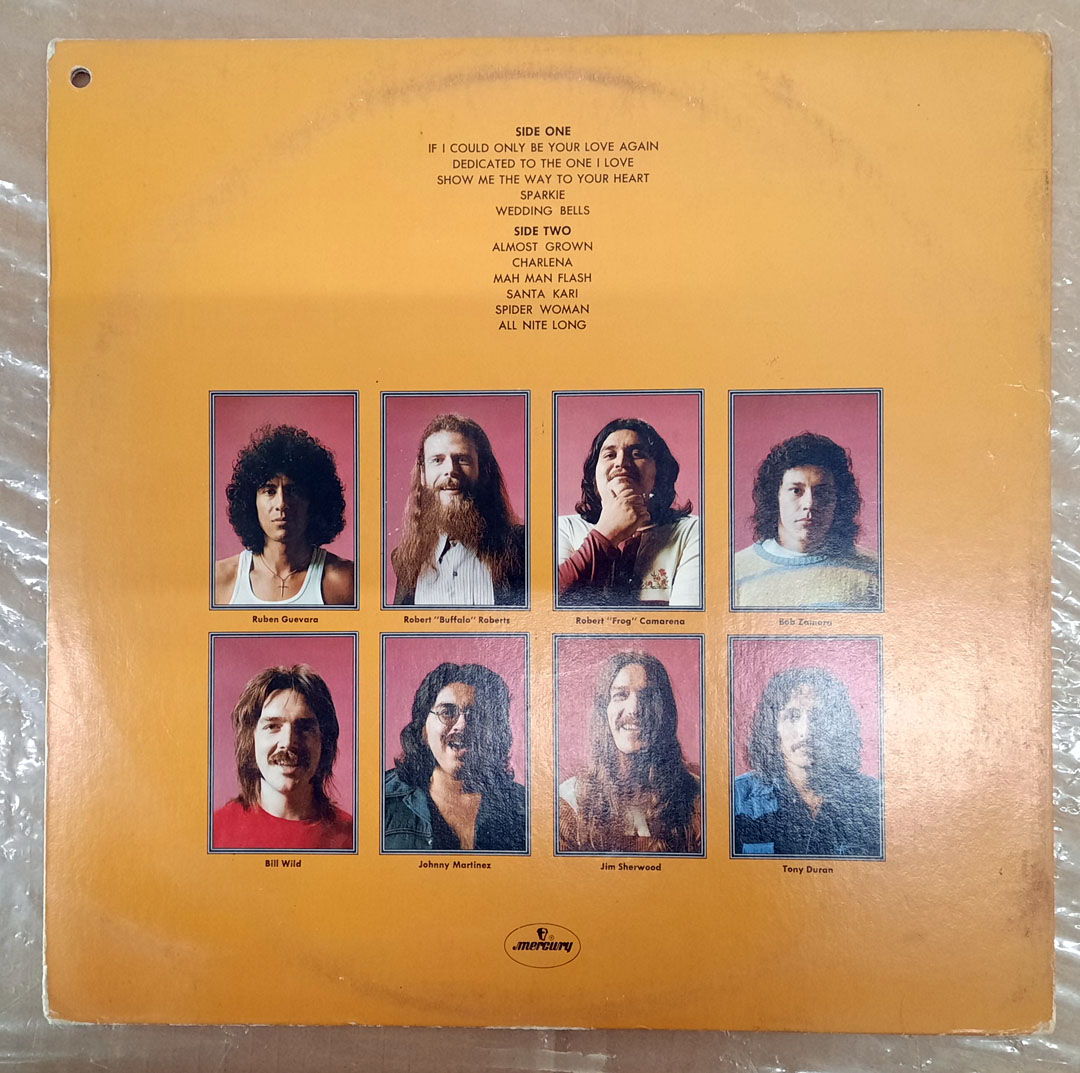 SIDE ONE
IF I COULD ONLY BE YOUR LOVE AGAIN
DEDICATED TO THE ONE I LOVE
SHOW ME THE WAY TO YOUR HEART
SPARKIE
WEDDING BELLS
SIDE TWO
ALMOST GROWN
CHARLENA
MAH MAN FLASH
SANTA KARI
SPIDER WOMAN
ALL NITE LONG
Ruben Guevara
Robert "Buffalo" Roberts
Robert "Frog" Camarena
Bob Zamora
Bill Wild
Johnny Martinez
Jim Sherwood
Tony Duran
®
mercury